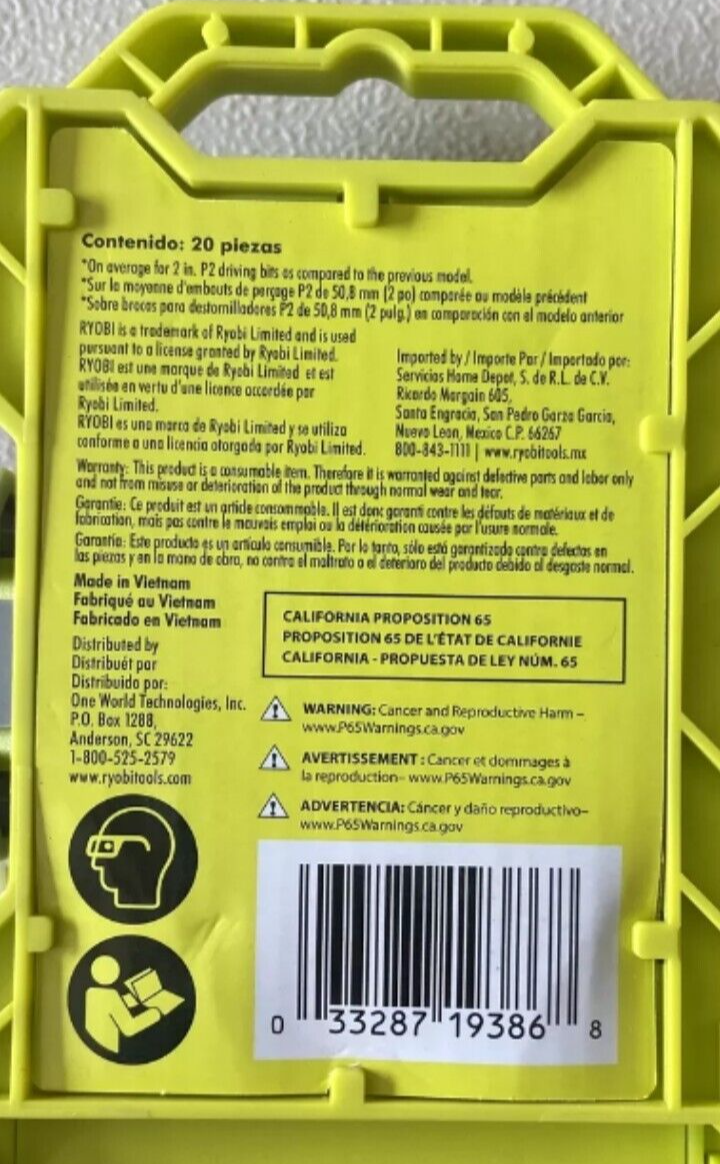 Contenido: 20 piezas
*On average for 2 in. P2 driving bits as compared to the previous model.
*Sur la moyenne d'embouts de perçage P2 de 50,8 mm (2 po) comparée au modèle précédent
*Sobre brocas para destornilladores P2 de 50,8 mm (2 pulg.) en comparación con el modelo anterior
RYOBI is a trademark of Ryobi Limited and is used
pursuant to a license granted by Ryobi Limited.
RYOBI est une marque de Ryobi Limited et est
utilisée en vertu d'une licence accordée par
Ryobi Limited.
RYOBI es una marca de Ryobi Limited y se utiliza
conforme a una licencia otorgada por Ryobi Limited.
Imported by / Importe Par / Importado por:
Servicios Home Depot, S. de R.L. de C.V.
Ricardo Margain 605,
Santa Engracia, San Pedro Garza Garcia,
Nuevo Leon, Mexico C.P. 66267
800-843-1111 | www.ryobitools.mx
Warranty: This product is a consumable item. Therefore it is warranted against defective parts and labor only
and not from misuse or deterioration of the product through normal wear and tear.
Garantie: Ce produit est un article consommable. Il est donc garanti contre les défauts de matériaux et de
fabrication, mais pas contre le mauvais emploi ou la détérioration causée par l'usure normale.
Garantía: Este producto es un artículo consumible. Por lo tanto, sólo está garantizado contra defectos en
las piezas y en la mano de obra, no contra el maltrato o el deterioro del producto debido al desgaste normal.
Made in Vietnam
Fabriqué au Vietnam
Fabricado en Vietnam
Distributed by
Distribuét par
Distribuido por:
One World Technologies, Inc.
P.O. Box 1288,
Anderson, SC 29622
1-800-525-2579
www.ryobitools.com
CALIFORNIA PROPOSITION 65
PROPOSITION 65 DE L'ÉTAT DE CALIFORNIE
CALIFORNIA - PROPUESTA DE LEY NÚM. 65
WARNING: Cancer and Reproductive Harm –
www.P65Warnings.ca.gov
AVERTISSEMENT : Cancer et dommages à
la reproduction– www.P65Warnings.ca.gov
ADVERTENCIA: Cáncer y daño reproductivo–
www.P65Warnings.ca.gov
0 33287 19386 8